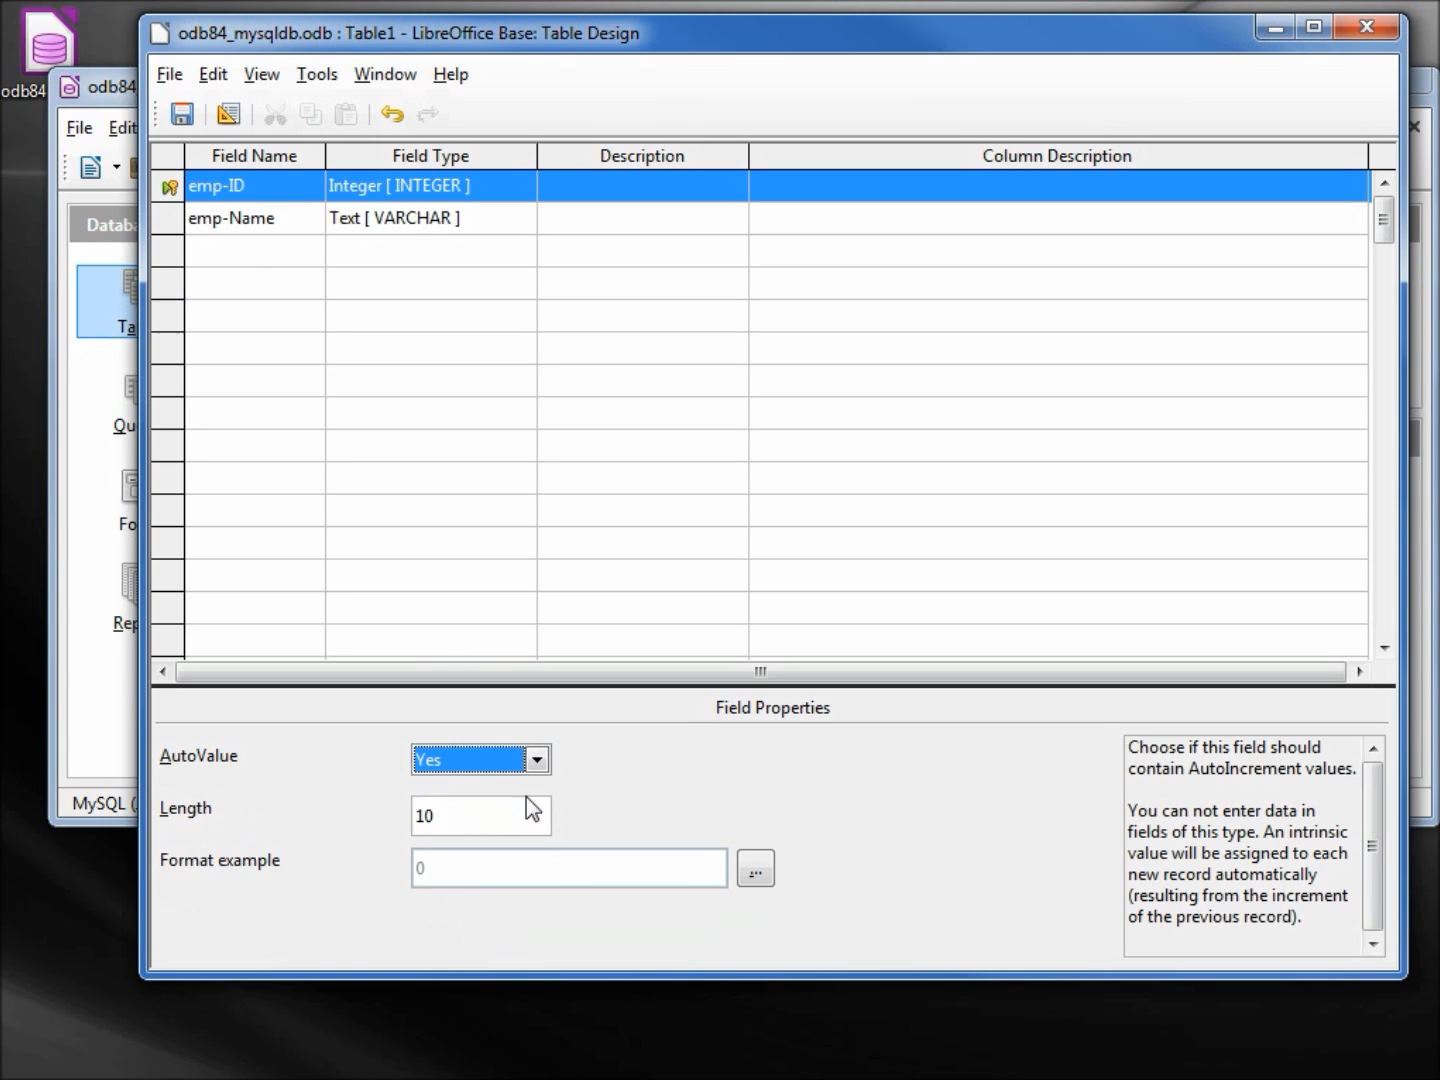 odb84_mysqldb.odb : Table1 - LibreOffice Base: Table Design
File Edit View Tools Window Help
odb84
odb84
File Edit
Field Name Field Type Description Column Description
emp-ID Integer [ INTEGER ]
emp-Name Text [ VARCHAR ]
Field Properties
AutoValue Yes
Length 10
Format example 0 ...
Choose if this field should
contain AutoIncrement values.
You can not enter data in
fields of this type. An intrinsic
value will be assigned to each
new record automatically
(resulting from the increment
of the previous record).
Databa
Ta
Qu
Fo
Rep
MySQL (